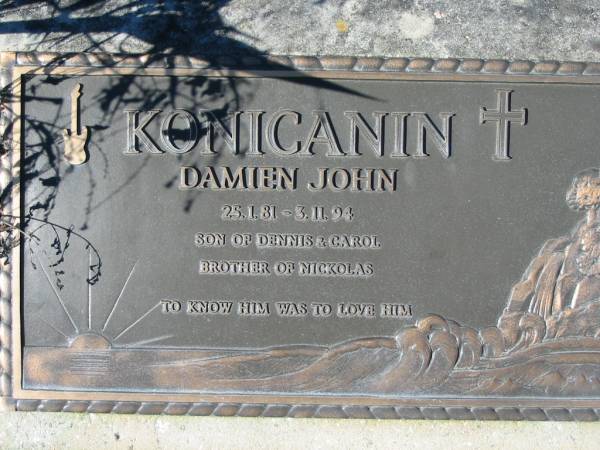 KONICANIN
DAMIEN JOHN
25.1.81 - 3.11.94
SON OF DENNIS & CAROL
BROTHER OF NICKOLAS
TO KNOW HIM WAS TO LOVE HIM